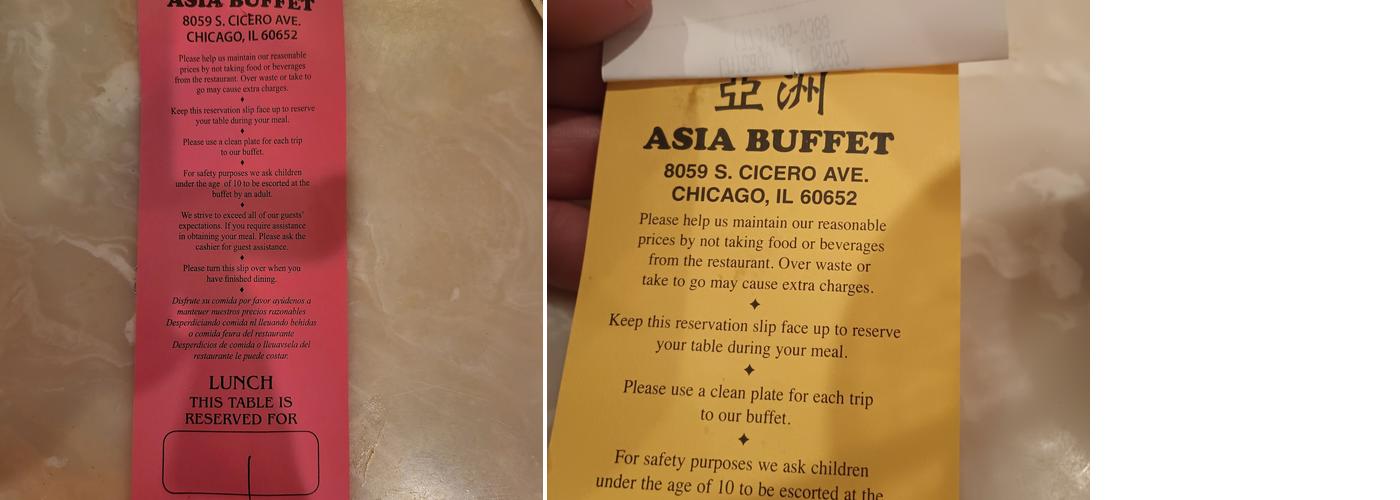 ASIA BUFFET
8059 S. CICERO AVE.
CHICAGO, IL 60652
Please help us maintain our reasonable
prices by not taking food or beverages
from the restaurant. Over waste or take to
go may cause extra charges.
Keep this reservation slip face up to reserve
your table during your meal.
Please use a clean plate for each trip
to our buffet.
For safety purposes we ask children
under the age of 10 to be escorted at the
buffet by an adult.
We strive to exceed all of our guests'
expectations. If you require assistance
in obtaining your meal. Please ask the
cashier for guest assistance.
Please turn this slip over when you
have finished dining.
Disfrute su comida por favor ayúdenos a
manteuer nuestros precios razonables
Desperdiciando comida nl lleuando behidas
o comida feura del restaurante
Desperdicios de comida o lleuavsela del
restaurante le puede costar.
LUNCH
THIS TABLE IS
RESERVED FOR
亞洲
ASIA BUFFET
8059 S. CICERO AVE.
CHICAGO, IL 60652
Please help us maintain our reasonable
prices by not taking food or beverages
from the restaurant. Over waste or
take to go may cause extra charges.
Keep this reservation slip face up to reserve
your table during your meal.
Please use a clean plate for each trip
to our buffet.
For safety purposes we ask children
under the age of 10 to be escorted at the